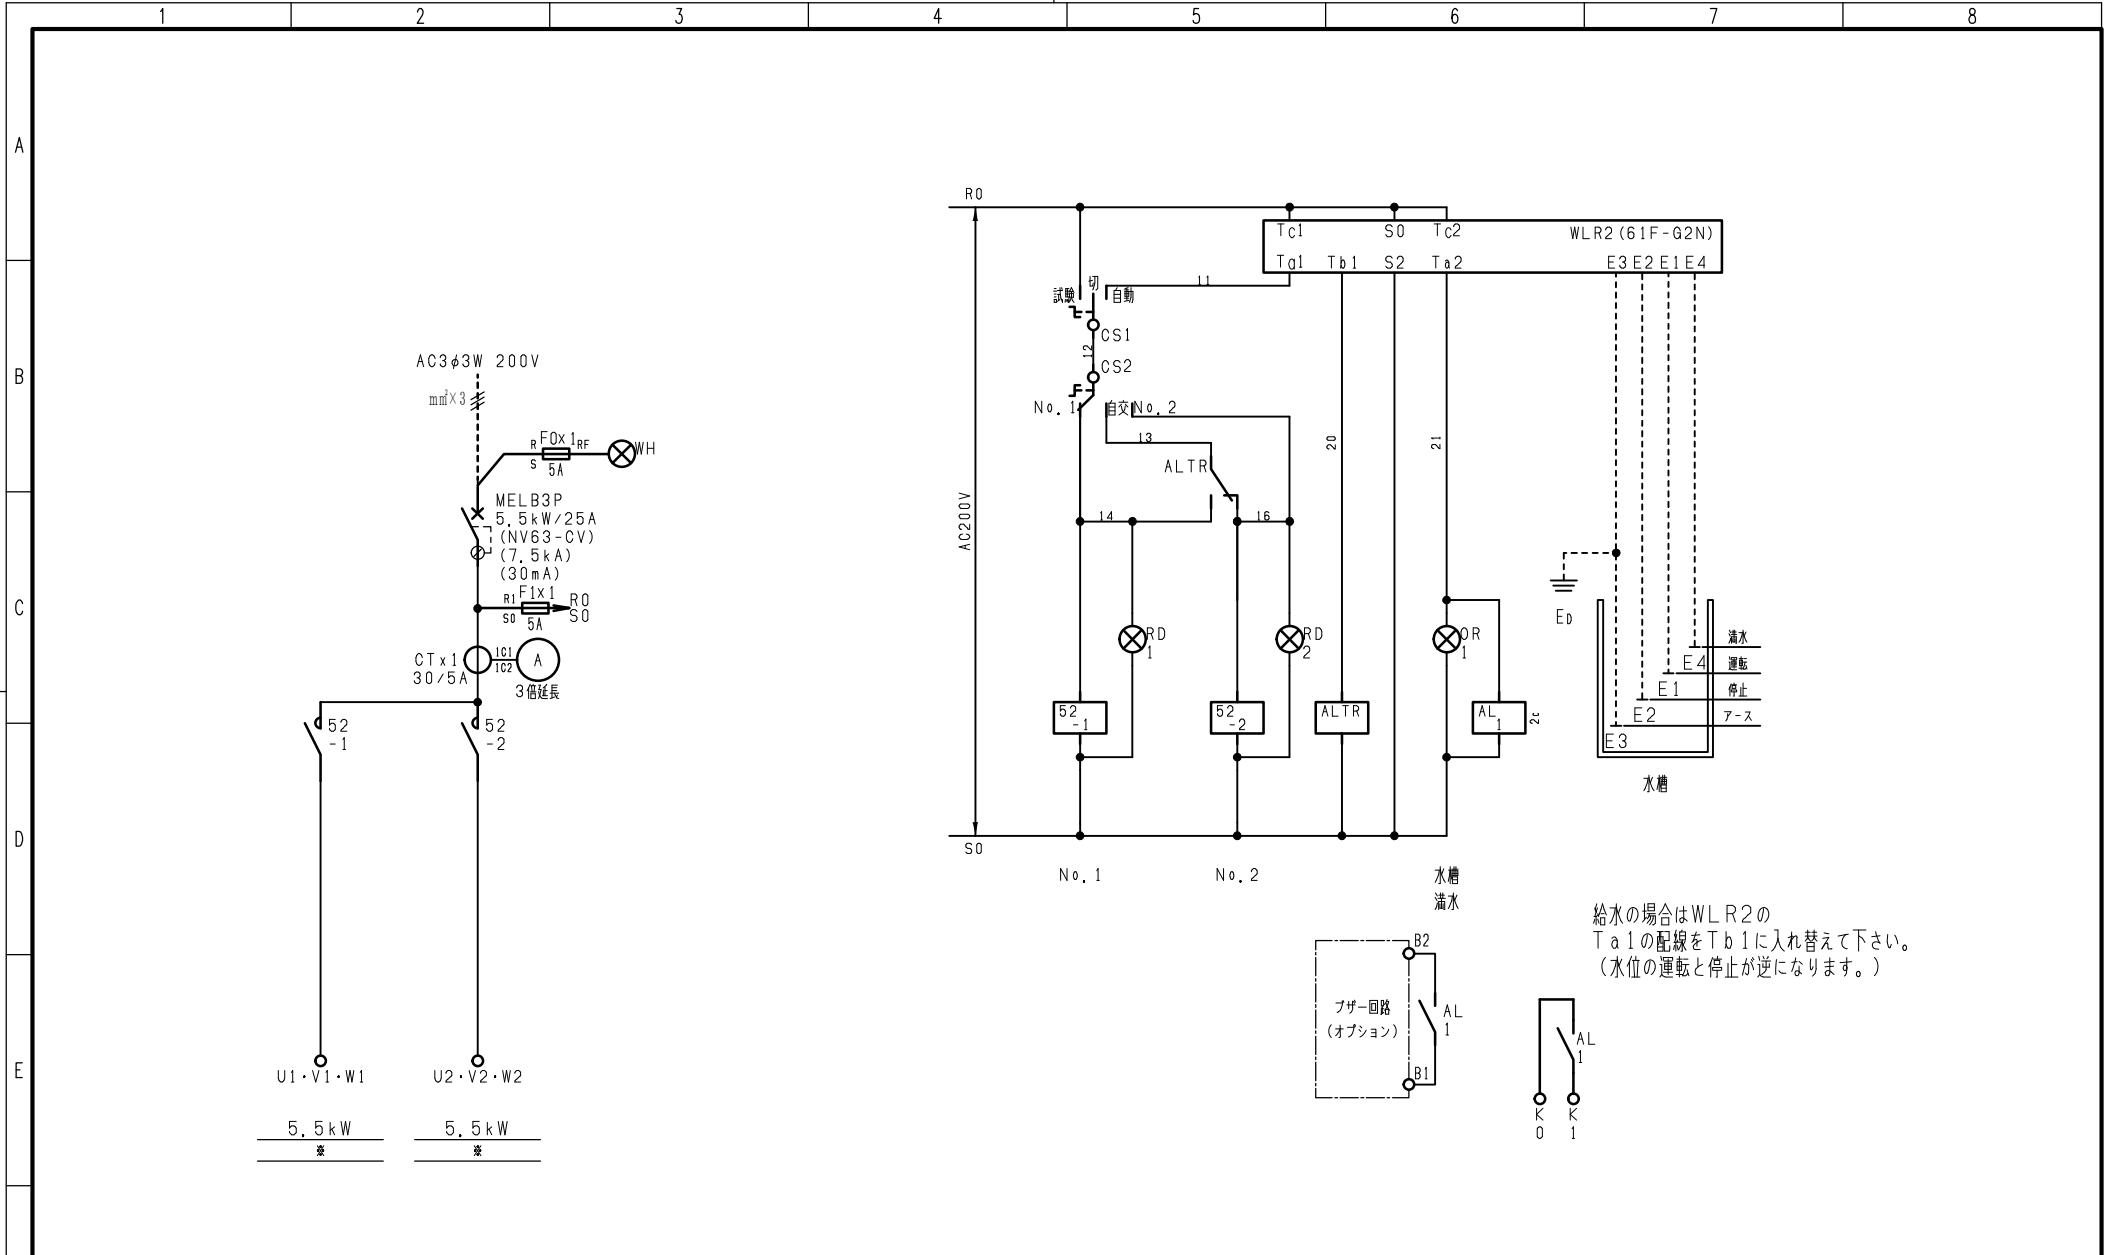 1 2 3 4 5 6 7 8
A
B
C
D
E
AC3φ3W 200V
mm²×3
R F0x1 RF
S 5A
WH
MELB3P
5.5kW/25A
(NV63-CV)
(7.5kA)
(30mA)
R1 F1x1 R0
S0 5A S0
CTx1
30/5A
1C1
1C2
A
3倍延長
52
-1
52
-2
U1・V1・W1
U2・V2・W2
5.5kW
※
5.5kW
※
R0
AC200V
S0
Tc1 S0 Tc2 WLR2(61F-G2N)
Ta1 Tb1 S2 Ta2 E3 E2 E1 E4
11
試験 切 自動
CS1
12
CS2
No.1 自交 No.2
13
ALTR
14
16
20
21
RD
1
RD
2
OR
1
52
-1
52
-2
ALTR
AL
1
2c
ED
満水
E4 運転
E1 停止
E2 アース
E3
水槽
No.1
No.2
水槽
満水
給水の場合はWLR2の
Ta1の配線をTb1に入れ替えて下さい。
(水位の運転と停止が逆になります。)
B2
ブザー回路
(オプション)
AL
1
B1
AL
1
K
0
K
1